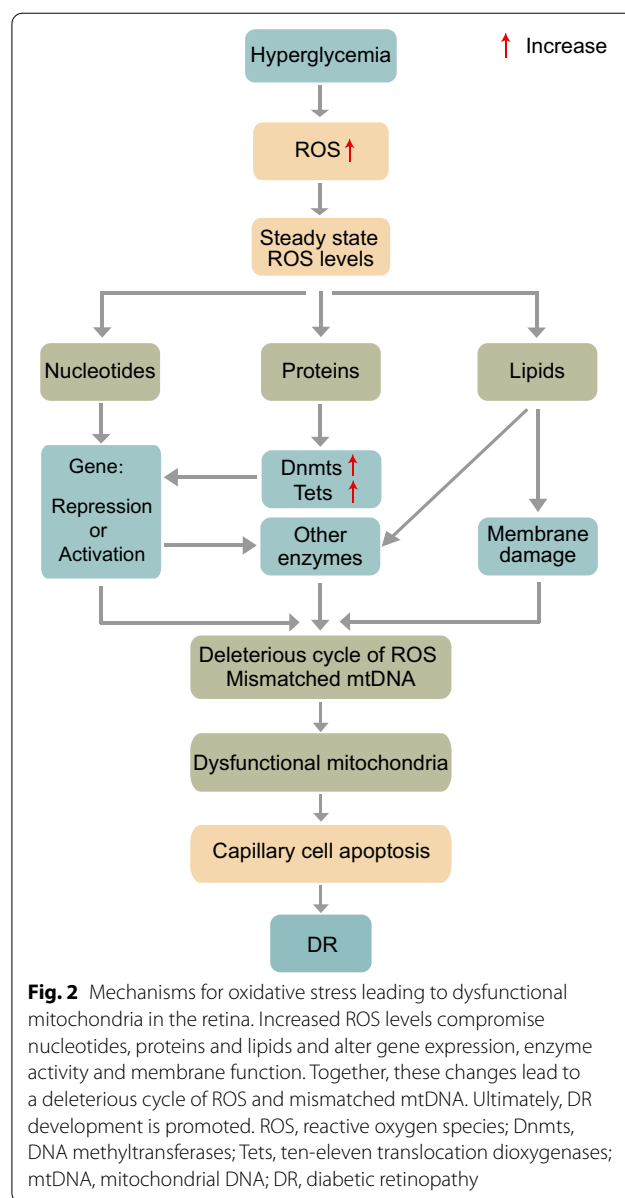 Hyperglycemia
↑ Increase
ROS ↑
Steady state
ROS levels
Nucleotides
Proteins
Lipids
Gene:
Repression
or
Activation
Dnmts ↑
Tets ↑
Other
enzymes
Membrane
damage
Deleterious cycle of ROS
Mismatched mtDNA
Dysfunctional mitochondria
Capillary cell apoptosis
DR
Fig. 2 Mechanisms for oxidative stress leading to dysfunctional
mitochondria in the retina. Increased ROS levels compromise
nucleotides, proteins and lipids and alter gene expression, enzyme
activity and membrane function. Together, these changes lead to
a deleterious cycle of ROS and mismatched mtDNA. Ultimately, DR
development is promoted. ROS, reactive oxygen species; Dnmts,
DNA methyltransferases; Tets, ten-eleven translocation dioxygenases;
mtDNA, mitochondrial DNA; DR, diabetic retinopathy